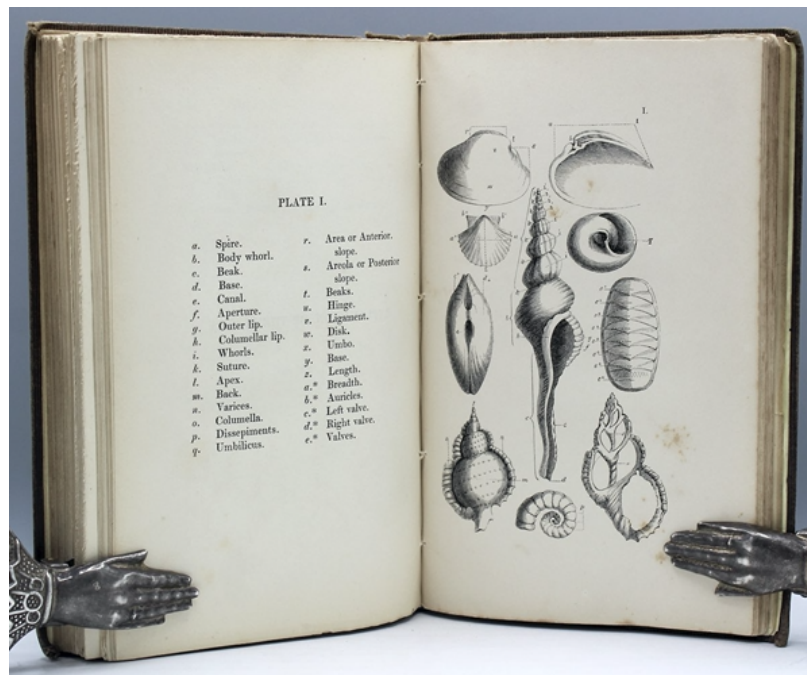 PLATE I.
a. Spire.
b. Body whorl.
c. Beak.
d. Base.
e. Canal.
f. Aperture.
g. Outer lip.
h. Columellar lip.
i. Whorls.
k. Suture.
l. Apex.
m. Back.
n. Varices.
o. Columella.
p. Dissepiments.
q. Umbilicus.
r. Area or Anterior.
slope.
s. Areola or Posterior
slope.
t. Beaks.
u. Hinge.
v. Ligament.
w. Disk.
x. Umbo.
y. Base.
z. Length.
a.* Breadth.
b.* Auricles.
c.* Left valve.
d.* Right valve.
e.* Valves.
I.